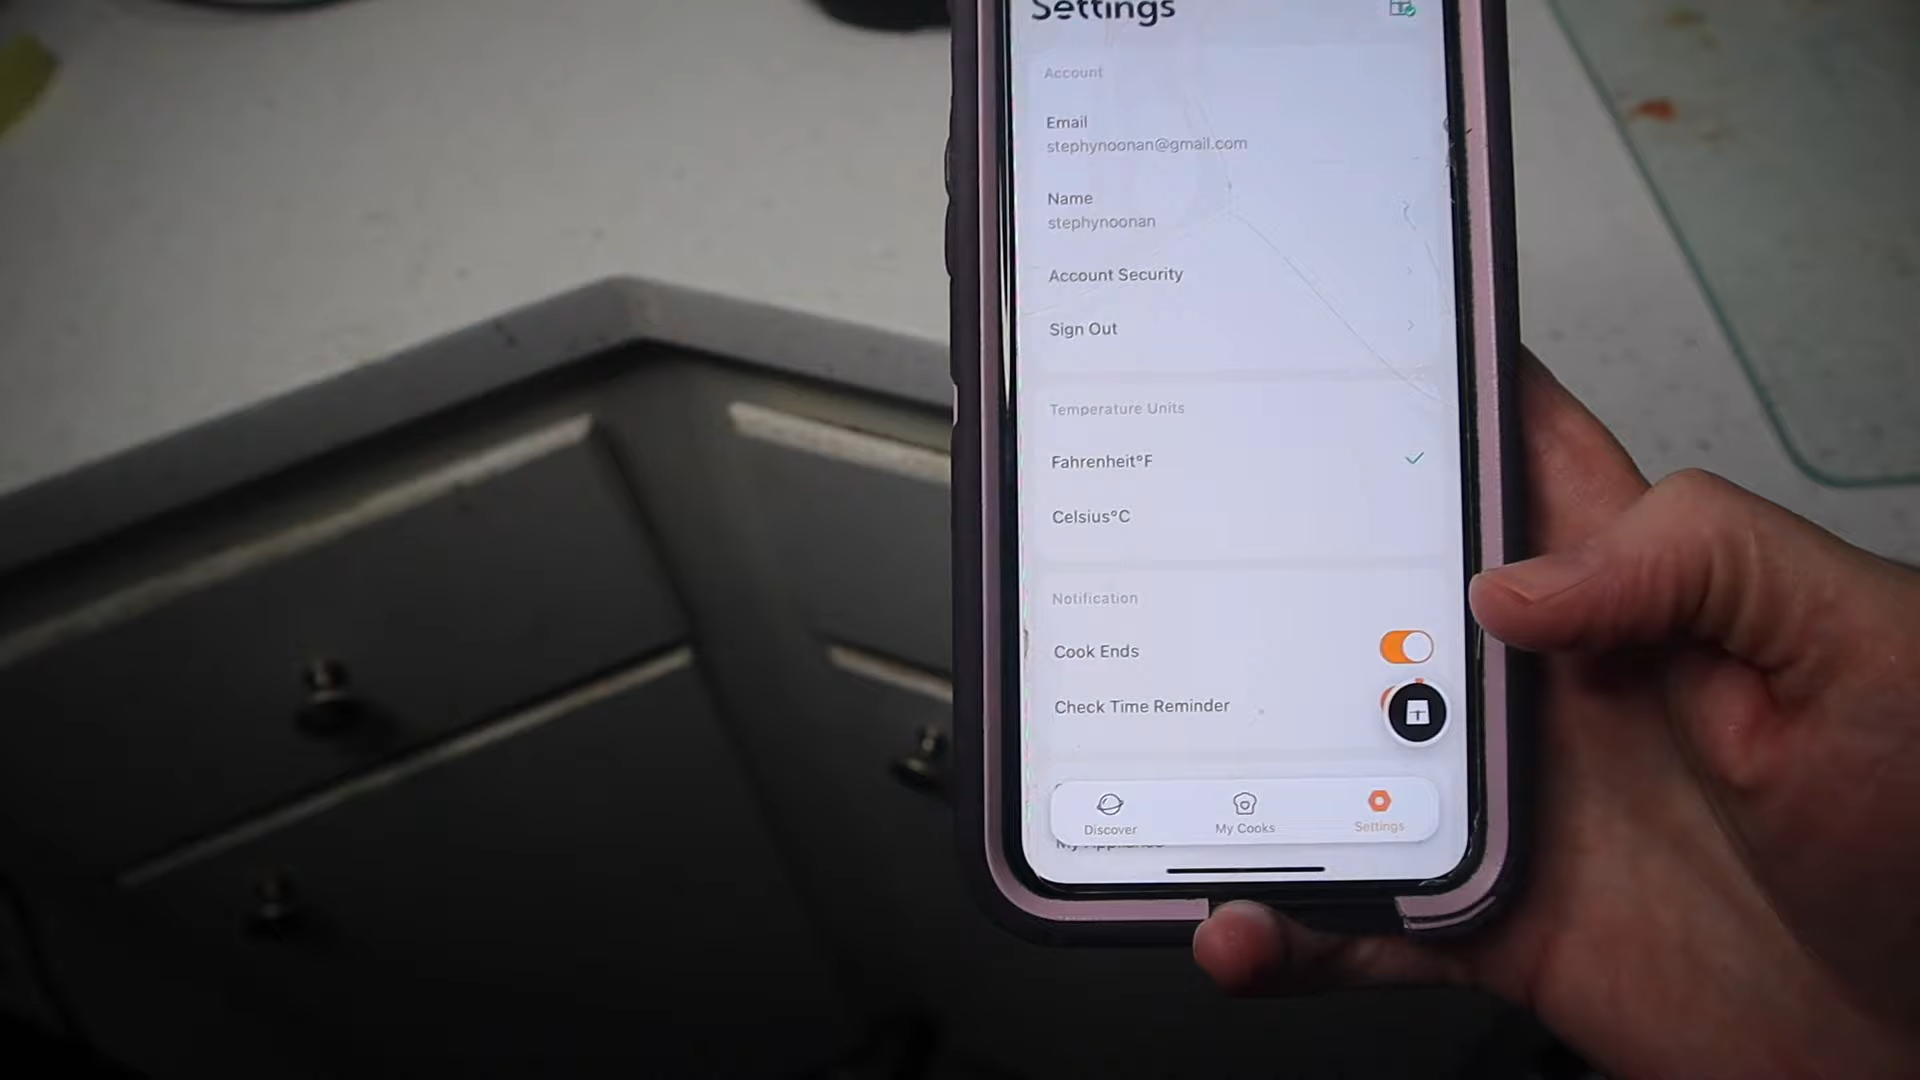 Settings
Account
Email
stephynoonan@gmail.com
Name
stephynoonan
Account Security
Sign Out
Temperature Units
Fahrenheit°F
Celsius°C
Notification
Cook Ends
Check Time Reminder
Discover
My Cooks
Settings